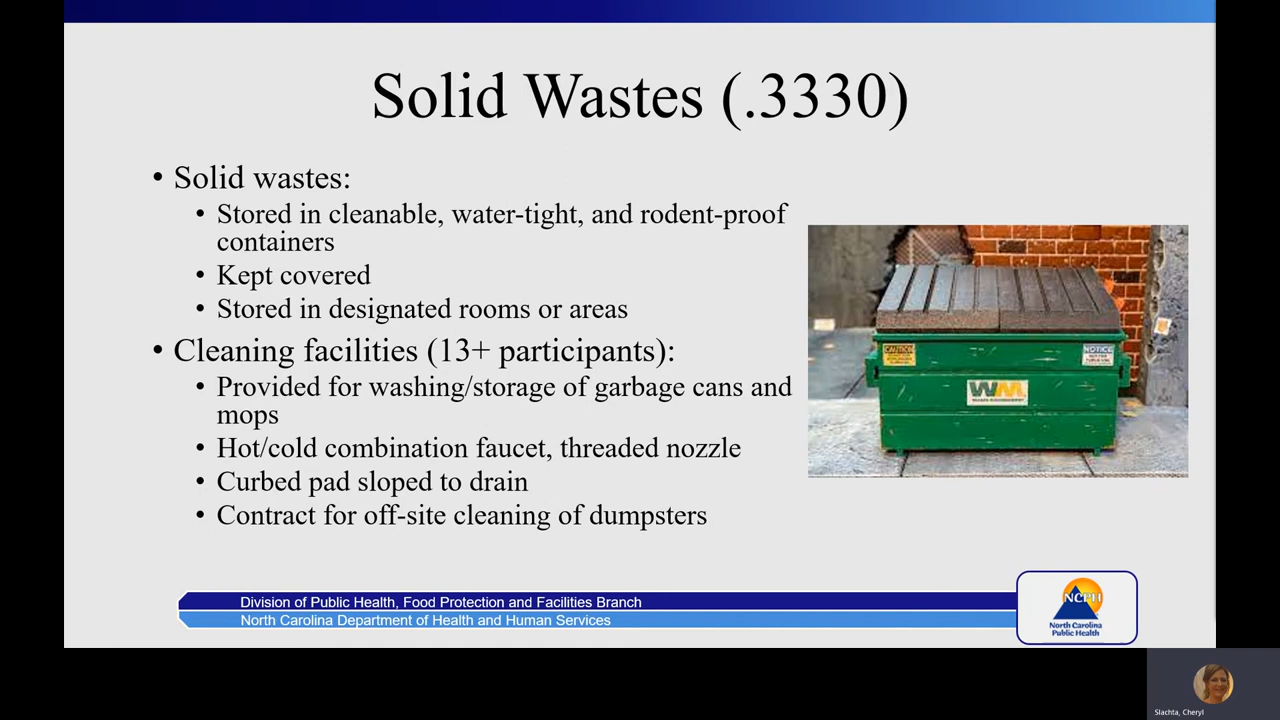 Solid Wastes (.3330)
• Solid wastes:
• Stored in cleanable, water-tight, and rodent-proof
containers
• Kept covered
• Stored in designated rooms or areas
• Cleaning facilities (13+ participants):
• Provided for washing/storage of garbage cans and
mops
• Hot/cold combination faucet, threaded nozzle
• Curbed pad sloped to drain
• Contract for off-site cleaning of dumpsters
CAUTION
NOTICE
WM
Division of Public Health, Food Protection and Facilities Branch
North Carolina Department of Health and Human Services
NCPH
North Carolina
Public Health
Slachta, Cheryl